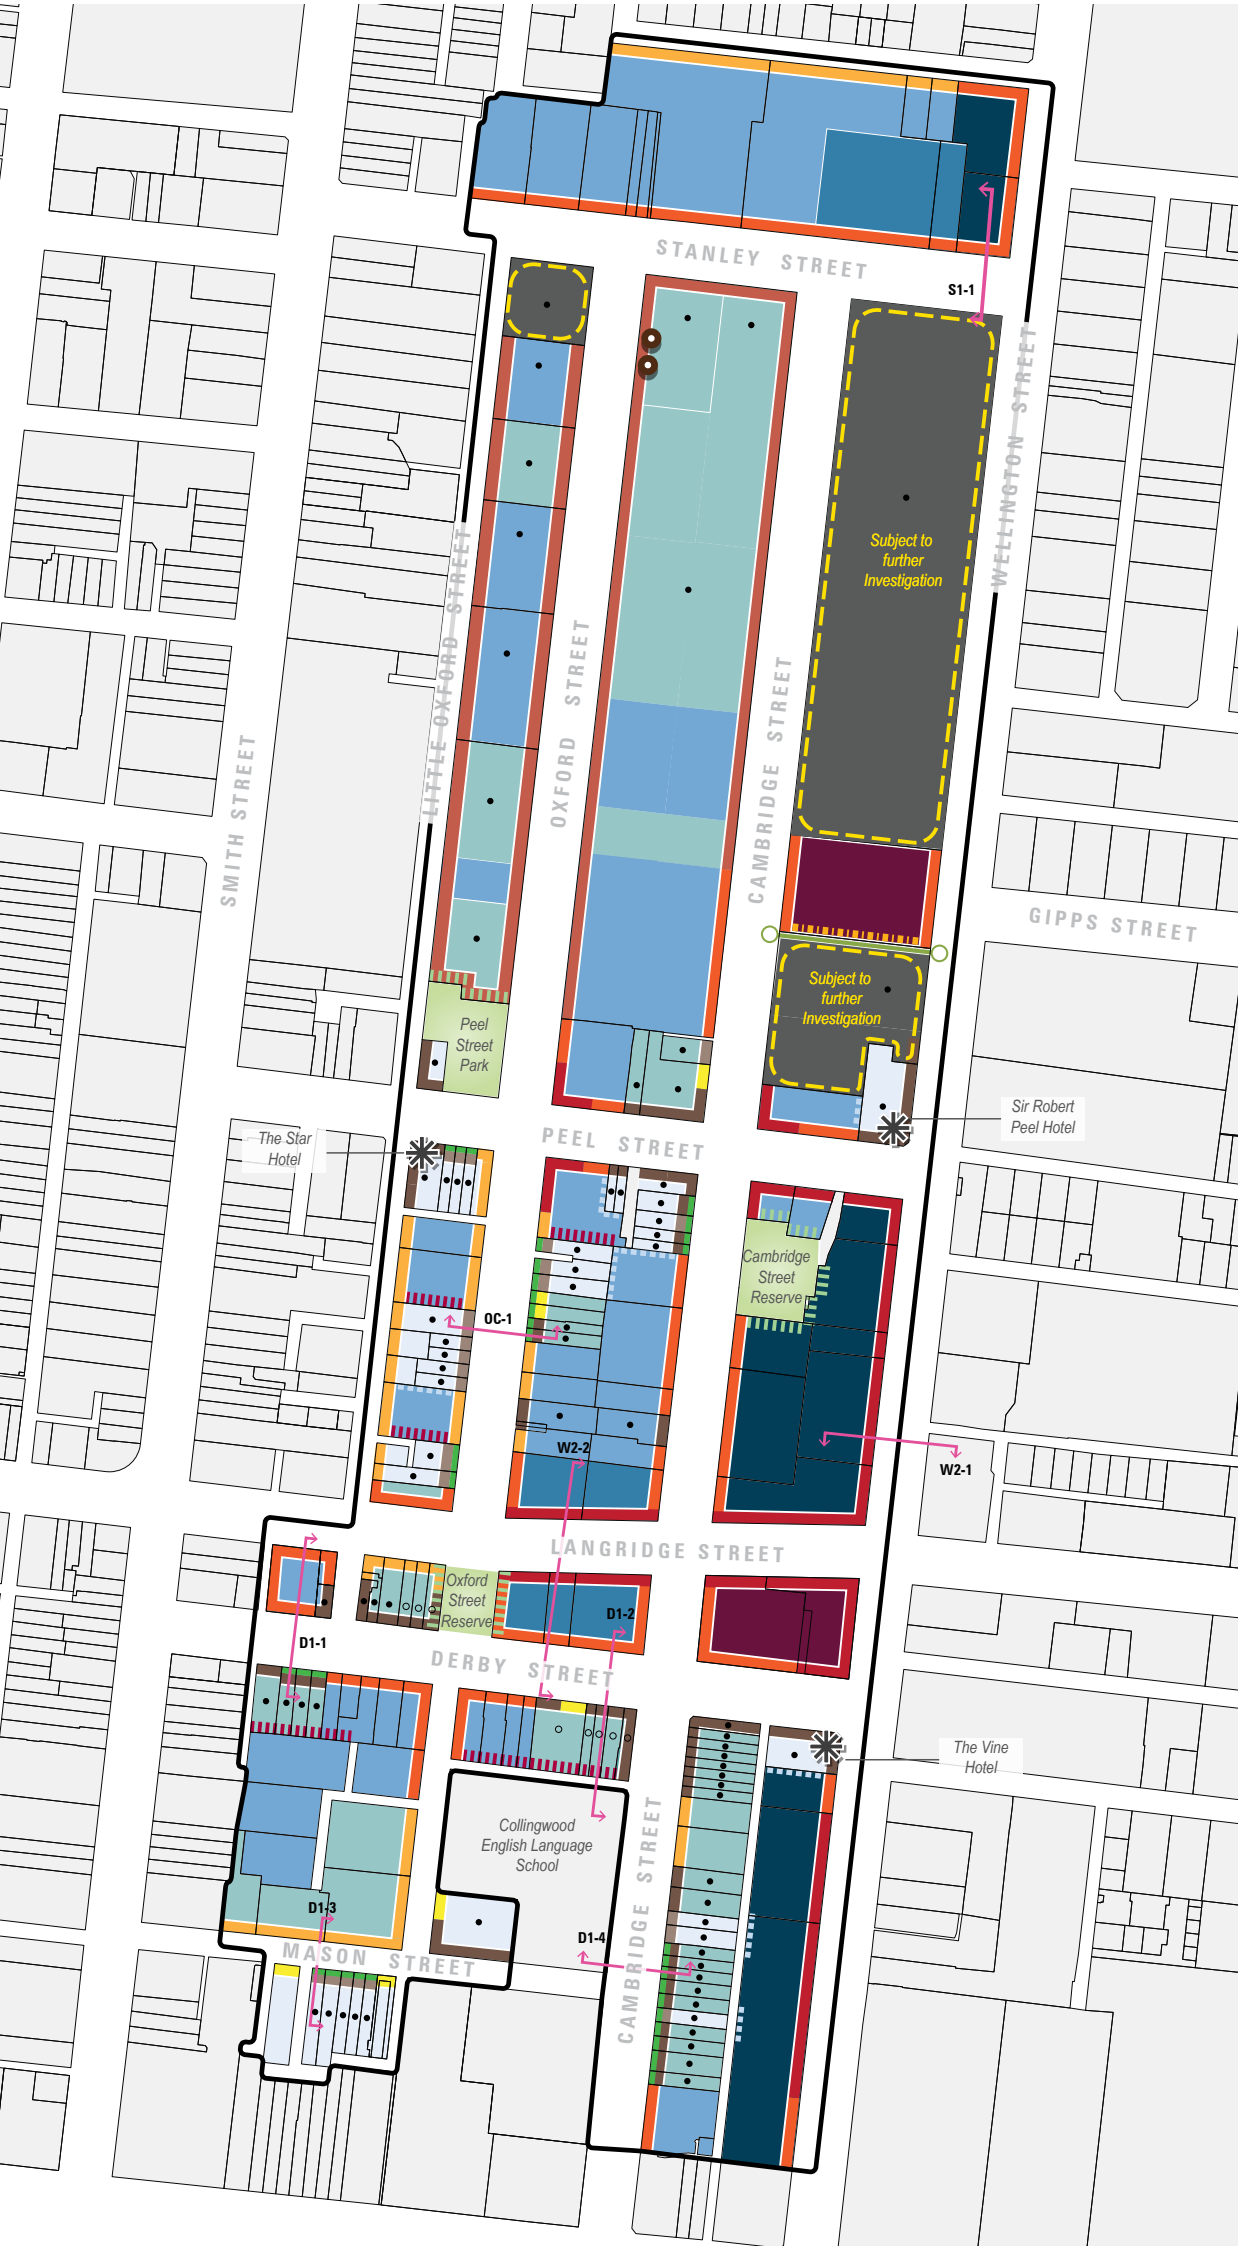 STANLEY STREET
S1-1
WELLINGTON STREET
Subject to
further
Investigation
LITTLE OXFORD STREET
OXFORD STREET
CAMBRIDGE STREET
SMITH STREET
GIPPS STREET
Subject to
further
Investigation
Peel
Street
Park
Sir Robert
Peel Hotel
The Star
Hotel
PEEL STREET
Cambridge
Street
Reserve
OC-1
W2-2
W2-1
LANGRIDGE STREET
Oxford
Street
Reserve
D1-2
D1-1
DERBY STREET
The Vine
Hotel
Collingwood
English Language
School
CAMBRIDGE STREET
D1-3
D1-4
MASON STREET